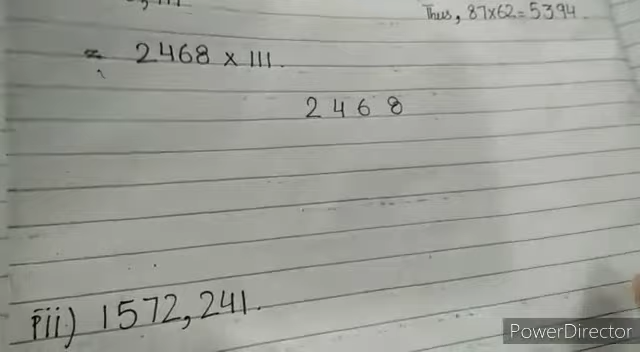 Thus, 87x62=5394.
= 2468 x 111.
2 4 6 8
iii) 1572, 241.
PowerDirector